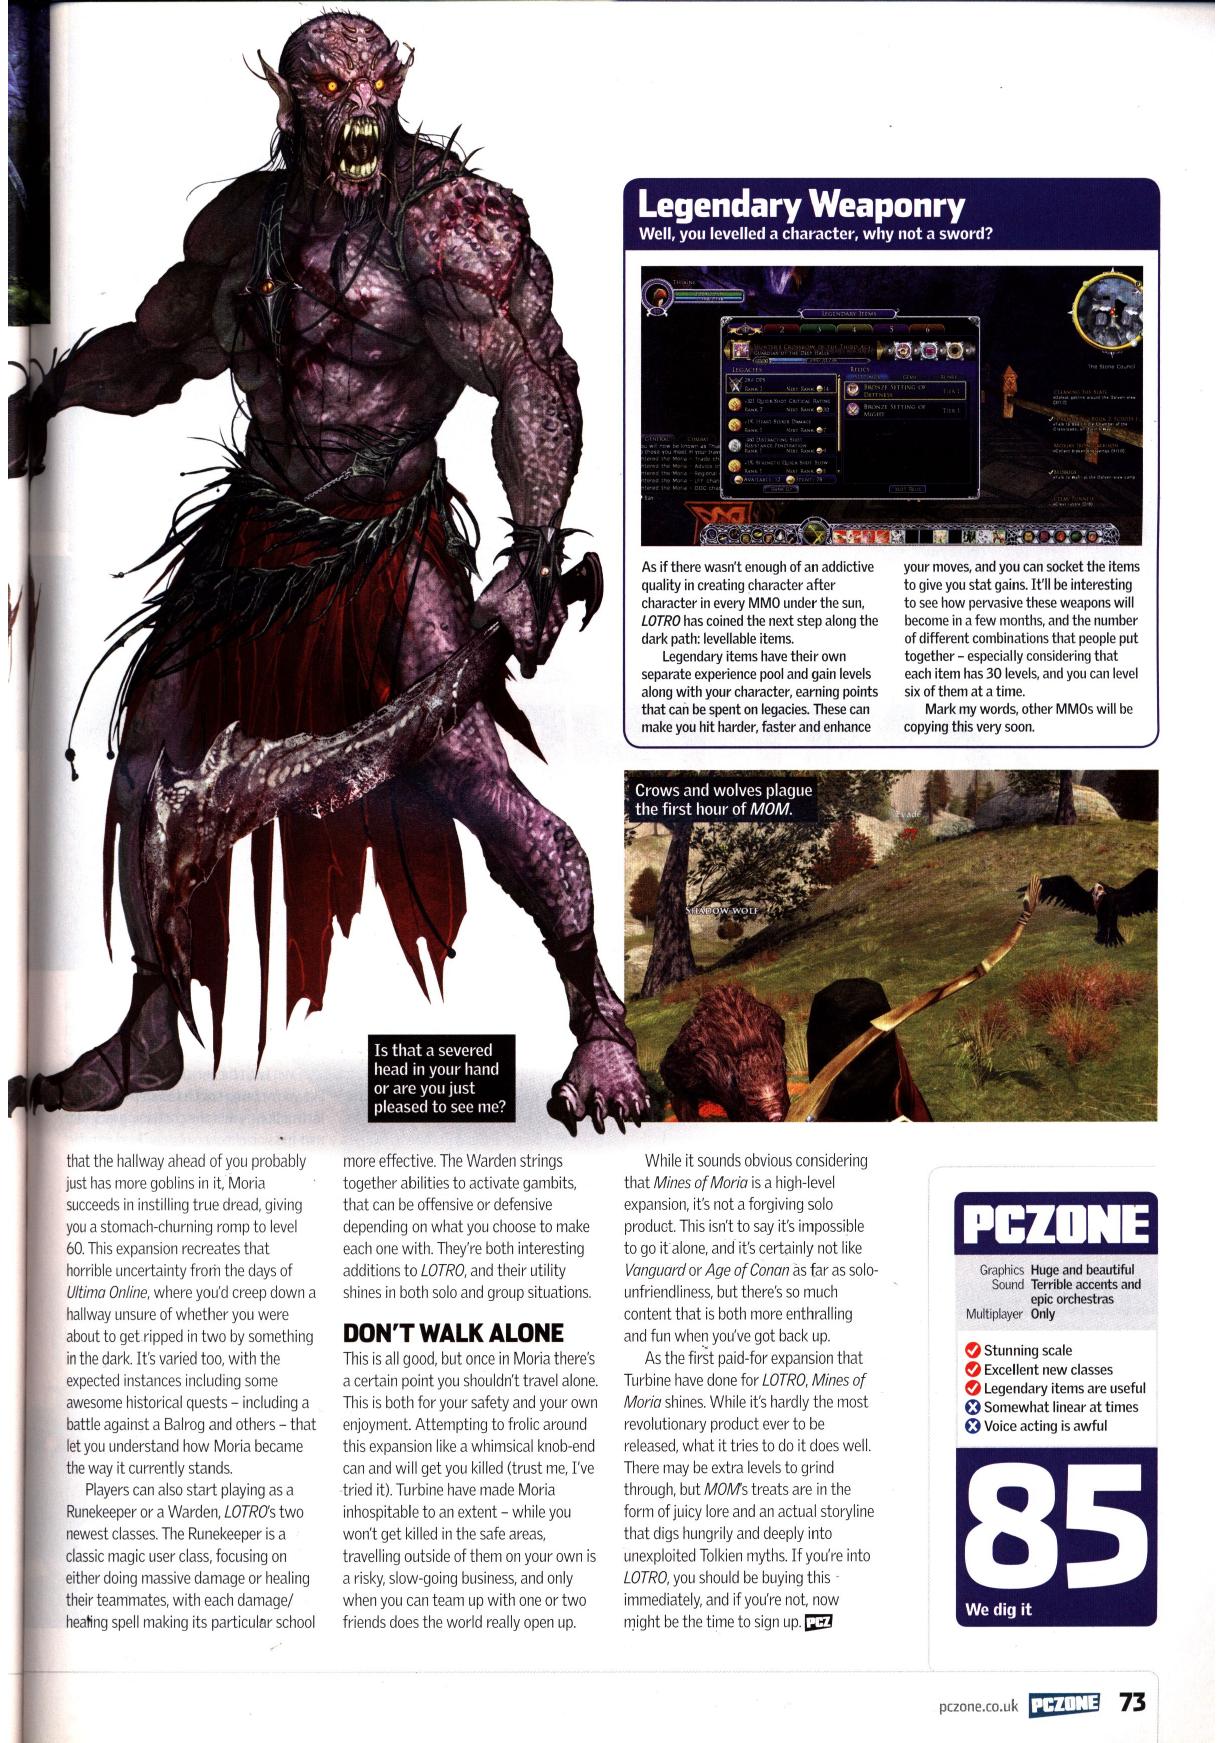 Legendary Weaponry
Well, you levelled a character, why not a sword?
LEGENDARY ITEMS
The Stone Council
LEGACIES
RELICS
BRONZE SETTING OF
DEFTNESS
TIER 1
BRONZE SETTING OF
MIGHT
TIER 1
As if there wasn't enough of an addictive
quality in creating character after
character in every MMO under the sun,
LOTRO has coined the next step along the
dark path: levellable items.
Legendary items have their own
separate experience pool and gain levels
along with your character, earning points
that can be spent on legacies. These can
make you hit harder, faster and enhance
your moves, and you can socket the items
to give you stat gains. It'll be interesting
to see how pervasive these weapons will
become in a few months, and the number
of different combinations that people put
together – especially considering that
each item has 30 levels, and you can level
six of them at a time.
Mark my words, other MMOs will be
copying this very soon.
Crows and wolves plague
the first hour of MOM.
Evade
SHADOW-WOLF
Is that a severed
head in your hand
or are you just
pleased to see me?
that the hallway ahead of you probably
just has more goblins in it, Moria
succeeds in instilling true dread, giving
you a stomach-churning romp to level
60. This expansion recreates that
horrible uncertainty from the days of
Ultima Online, where you'd creep down a
hallway unsure of whether you were
about to get ripped in two by something
in the dark. It's varied too, with the
expected instances including some
awesome historical quests – including a
battle against a Balrog and others – that
let you understand how Moria became
the way it currently stands.
Players can also start playing as a
Runekeeper or a Warden, LOTRO's two
newest classes. The Runekeeper is a
classic magic user class, focusing on
either doing massive damage or healing
their teammates, with each damage/
healing spell making its particular school
more effective. The Warden strings
together abilities to activate gambits,
that can be offensive or defensive
depending on what you choose to make
each one with. They're both interesting
additions to LOTRO, and their utility
shines in both solo and group situations.
DON'T WALK ALONE
This is all good, but once in Moria there's
a certain point you shouldn't travel alone.
This is both for your safety and your own
enjoyment. Attempting to frolic around
this expansion like a whimsical knob-end
can and will get you killed (trust me, I've
tried it). Turbine have made Moria
inhospitable to an extent – while you
won't get killed in the safe areas,
travelling outside of them on your own is
a risky, slow-going business, and only
when you can team up with one or two
friends does the world really open up.
While it sounds obvious considering
that Mines of Moria is a high-level
expansion, it's not a forgiving solo
product. This isn't to say it's impossible
to go it alone, and it's certainly not like
Vanguard or Age of Conan as far as solo-
unfriendliness, but there's so much
content that is both more enthralling
and fun when you've got back up.
As the first paid-for expansion that
Turbine have done for LOTRO, Mines of
Moria shines. While it's hardly the most
revolutionary product ever to be
released, what it tries to do it does well.
There may be extra levels to grind
through, but MOM's treats are in the
form of juicy lore and an actual storyline
that digs hungrily and deeply into
unexploited Tolkien myths. If you're into
LOTRO, you should be buying this
immediately, and if you're not, now
might be the time to sign up. PCZ
PCZONE
Graphics Huge and beautiful
Sound Terrible accents and
epic orchestras
Multiplayer Only
Stunning scale
Excellent new classes
Legendary items are useful
Somewhat linear at times
Voice acting is awful
85
We dig it
pczone.co.uk PCZONE 73